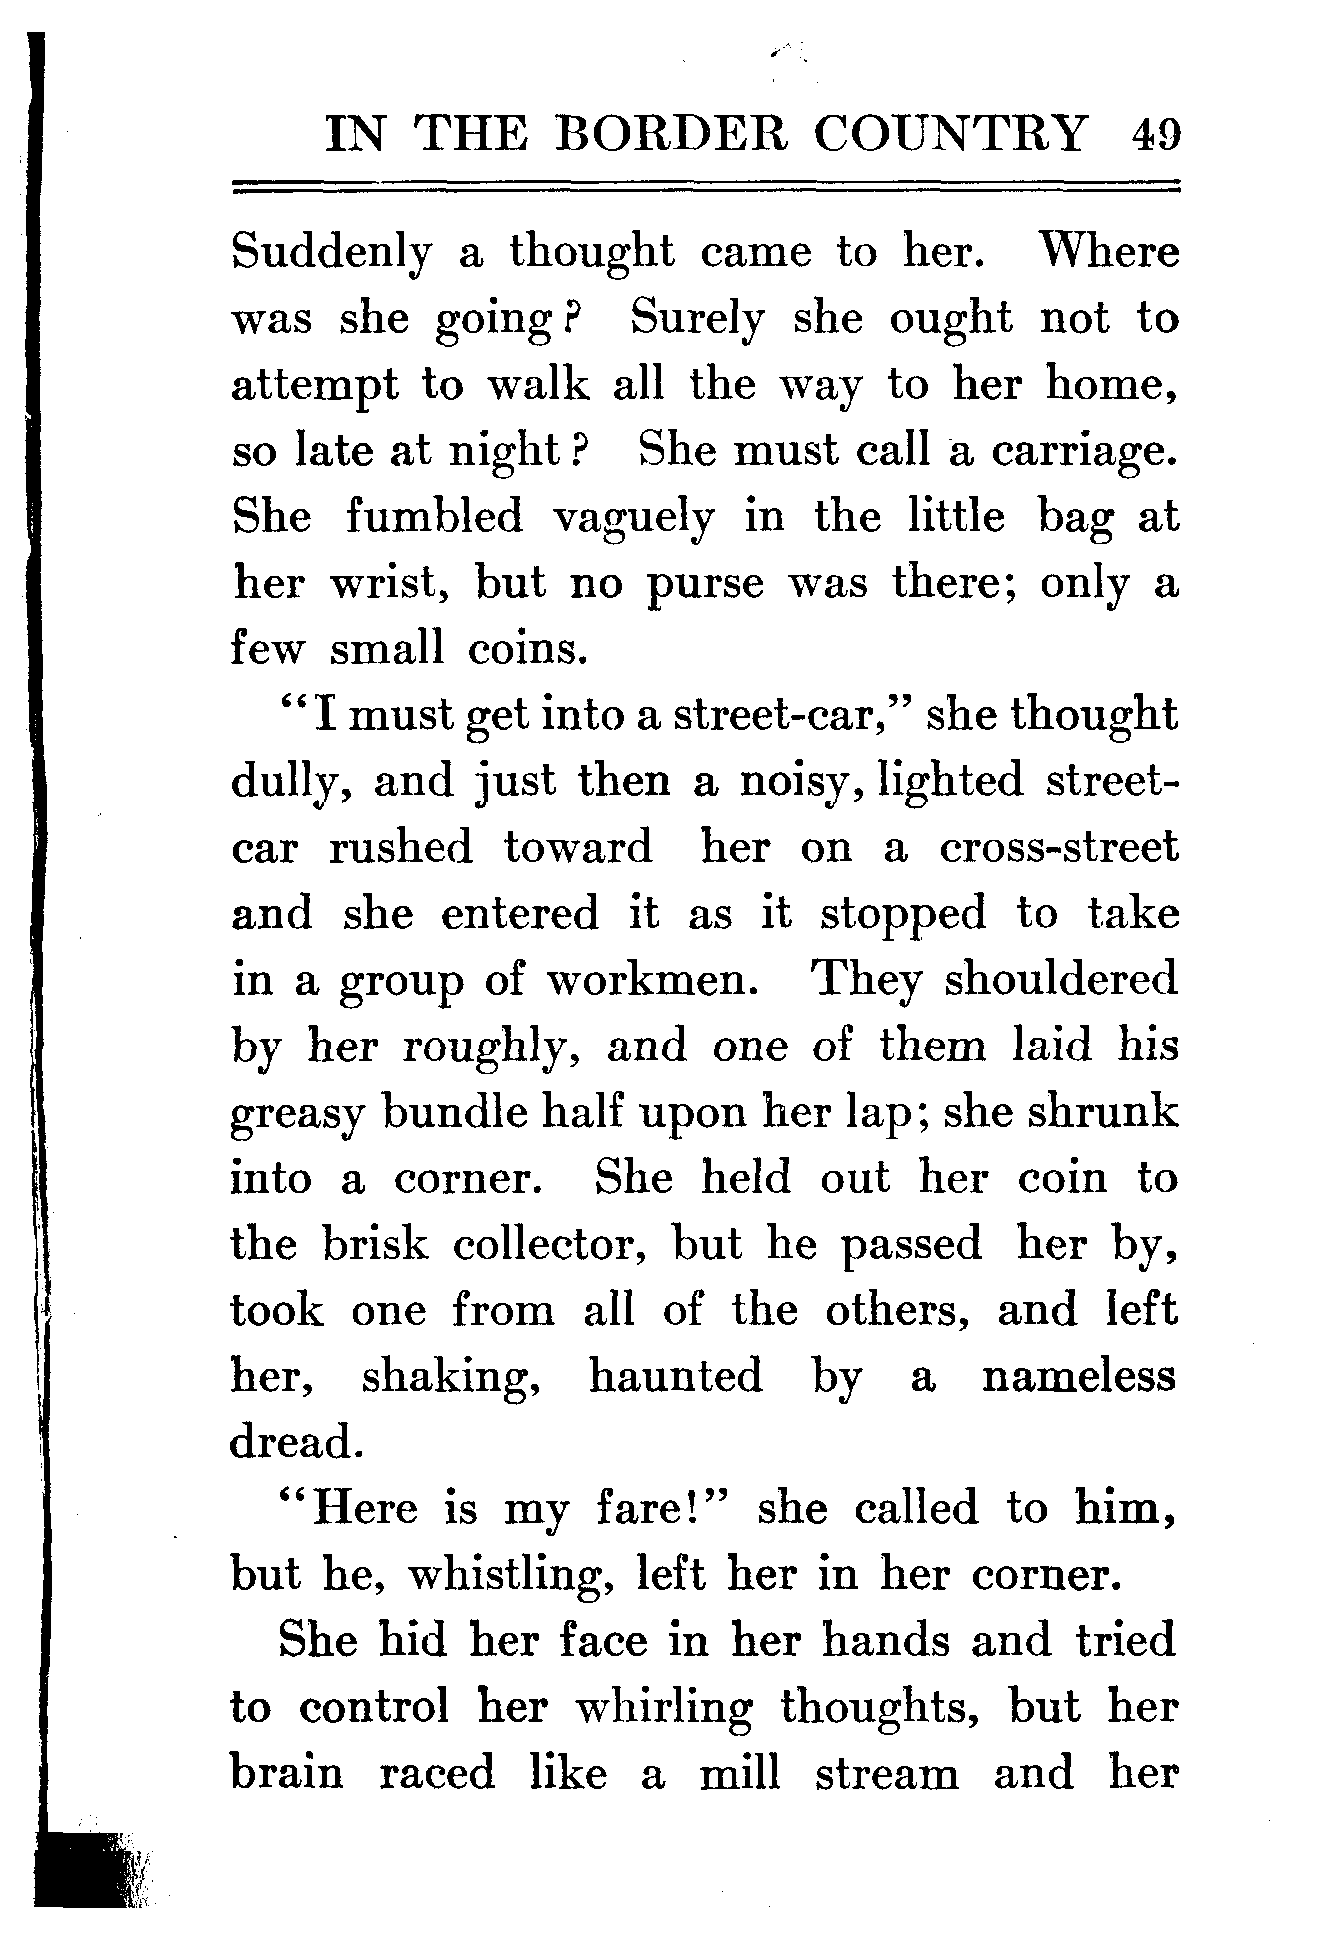 IN THE BORDER COUNTRY 49
Suddenly a thought came to her. Where
was she going? Surely she ought not to
attempt to walk all the way to her home,
so late at night? She must call a carriage.
She fumbled vaguely in the little bag at
her wrist, but no purse was there; only a
few small coins.
“I must get into a street-car,” she thought
dully, and just then a noisy, lighted street-
car rushed toward her on a cross-street
and she entered it as it stopped to take
in a group of workmen. They shouldered
by her roughly, and one of them laid his
greasy bundle half upon her lap; she shrunk
into a corner. She held out her coin to
the brisk collector, but he passed her by,
took one from all of the others, and left
her, shaking, haunted by a nameless
dread.
“Here is my fare!” she called to him,
but he, whistling, left her in her corner.
She hid her face in her hands and tried
to control her whirling thoughts, but her
brain raced like a mill stream and her